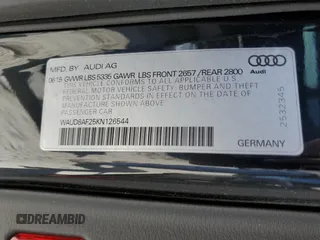 MFD. BY AUDI AG
06/18 GVWR LBS 5335 GAWR LBS FRONT 2657 / REAR 2800
THIS VEHICLE CONFORMS TO ALL APPLICABLE U.S.
FEDERAL MOTOR VEHICLE SAFETY, BUMPER AND
THEFT PREVENTION STANDARDS IN EFFECT ON
THE DATE OF MANUFACTURE SHOWN ABOVE
PASSENGER CAR
WAUD8AF25KN126544
Audi
2532346
GERMANY
DREAMBID